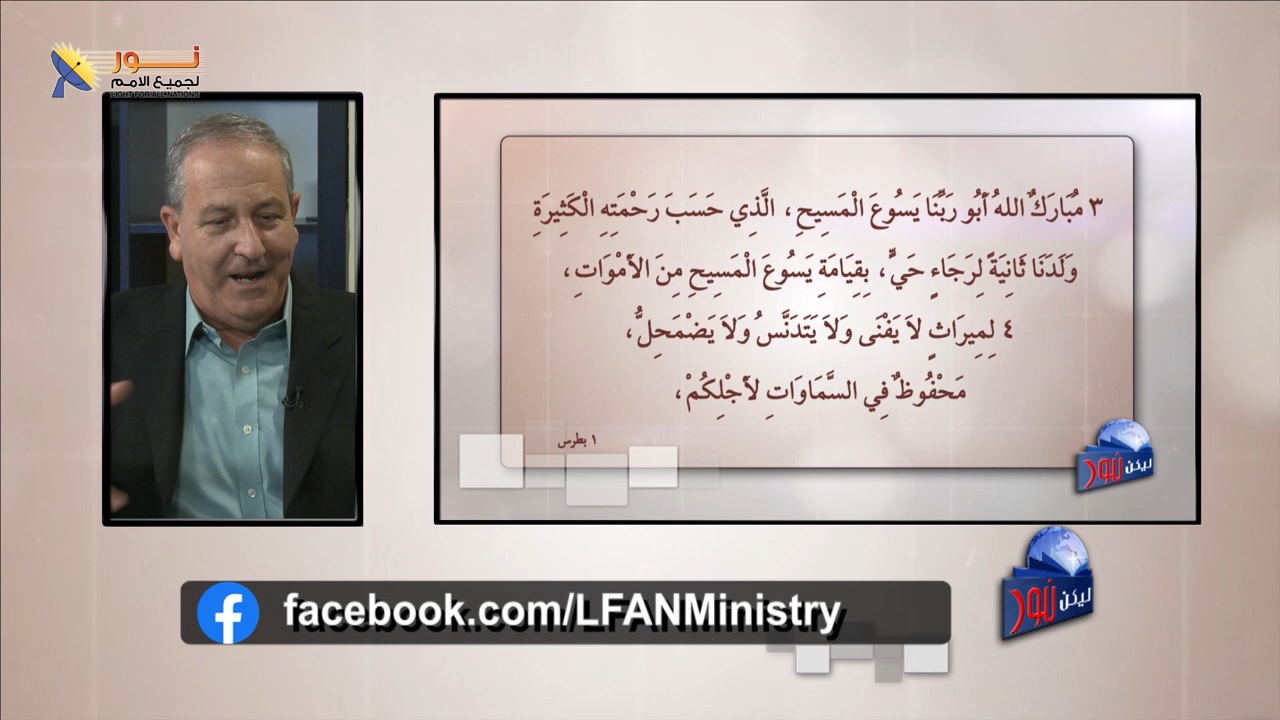 نور
لجميع الامم
LIGHT FOR ALL NATIONS
٣ مُبَارَكٌ اللهُ أَبُو رَبِّنَا يَسُوعَ الْمَسِيحِ، الَّذِي حَسَبَ رَحْمَتِهِ الْكَثِيرَةِ
وَلَدَنَا ثَانِيَةً لِرَجَاءٍ حَيٍّ، بِقِيَامَةِ يَسُوعَ الْمَسِيحِ مِنَ الأَمْوَاتِ،
٤ لِمِيرَاثٍ لاَ يَفْنَى وَلاَ يَتَدَنَّسُ وَلاَ يَضْمَحِلُّ،
مَحْفُوظٌ فِي السَّمَاوَاتِ لأَجْلِكُمْ،
١ بطرس
ليكن نور
facebook.com/LFANMinistry
ليكن نور